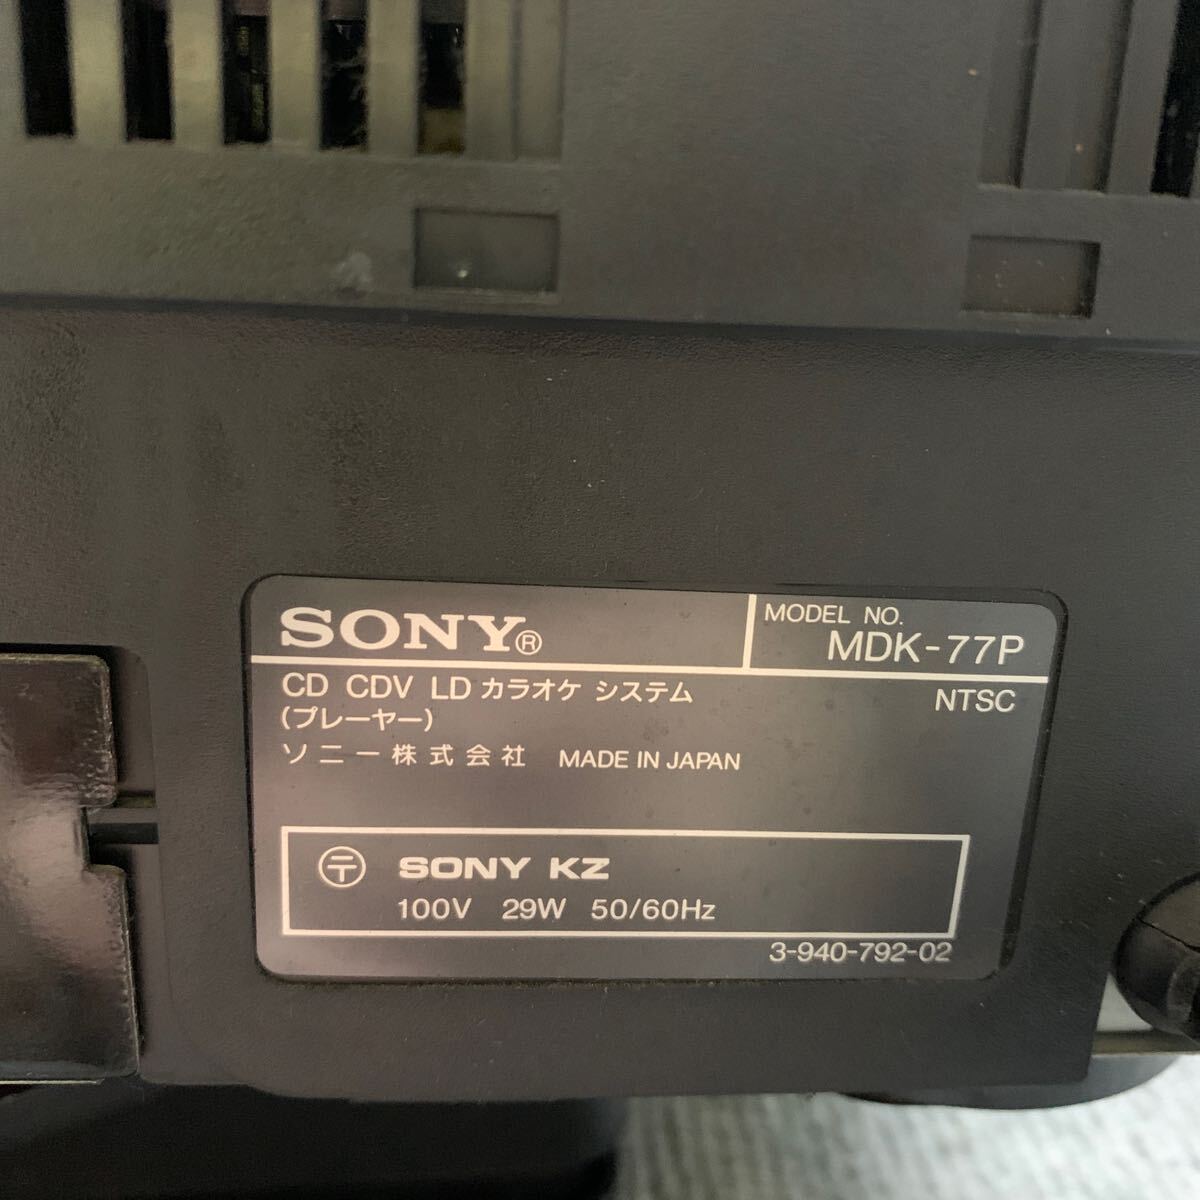 SONY®
MODEL NO.
MDK-77P
CD CDV LD カラオケ システム
NTSC
(プレーヤー)
ソニー株式会社 MADE IN JAPAN
〒 SONY KZ
100V 29W 50/60Hz
3-940-792-02